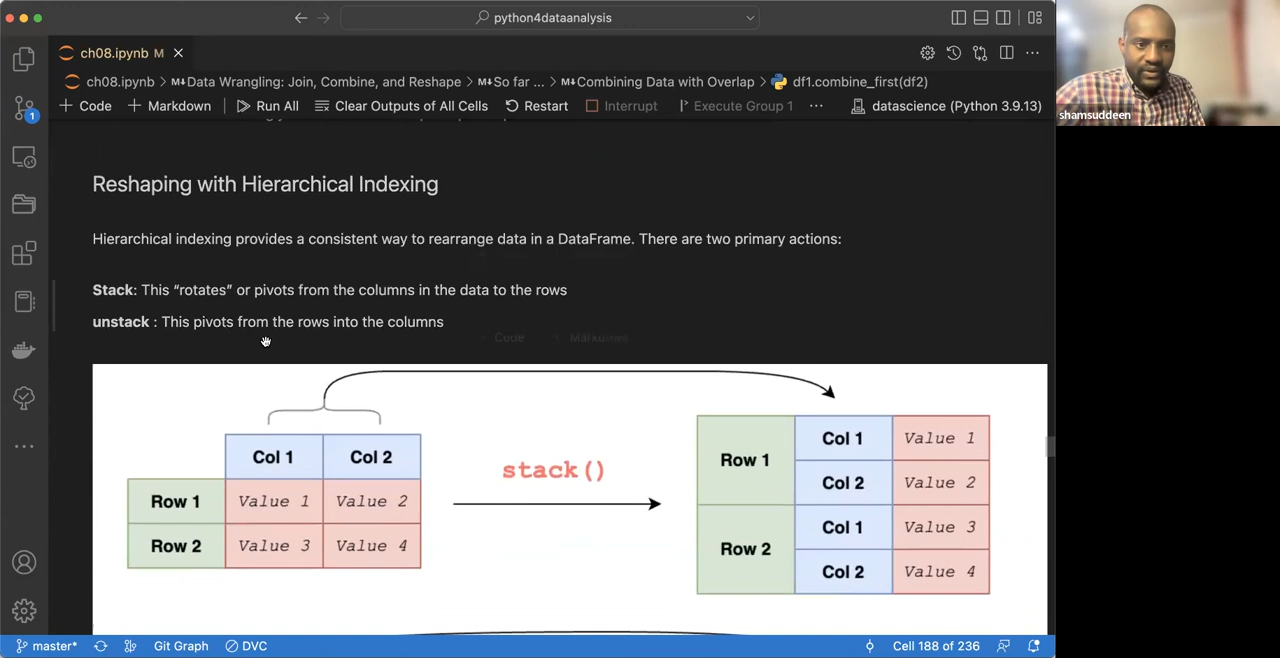 python4dataanalysis
ch08.ipynb M
ch08.ipynb > M↓Data Wrangling: Join, Combine, and Reshape > M↓So far ... > M↓Combining Data with Overlap > df1.combine_first(df2)
+ Code + Markdown Run All Clear Outputs of All Cells Restart Interrupt Execute Group 1 ... datascience (Python 3.9.13)
shamsuddeen
1
Reshaping with Hierarchical Indexing
Hierarchical indexing provides a consistent way to rearrange data in a DataFrame. There are two primary actions:
Stack: This “rotates” or pivots from the columns in the data to the rows
unstack : This pivots from the rows into the columns
Code Markdown
Col 1 Col 2
Row 1 Value 1 Value 2
Row 2 Value 3 Value 4
stack()
Row 1 Col 1 Value 1
Col 2 Value 2
Row 2 Col 1 Value 3
Col 2 Value 4
master* Git Graph DVC Cell 188 of 236